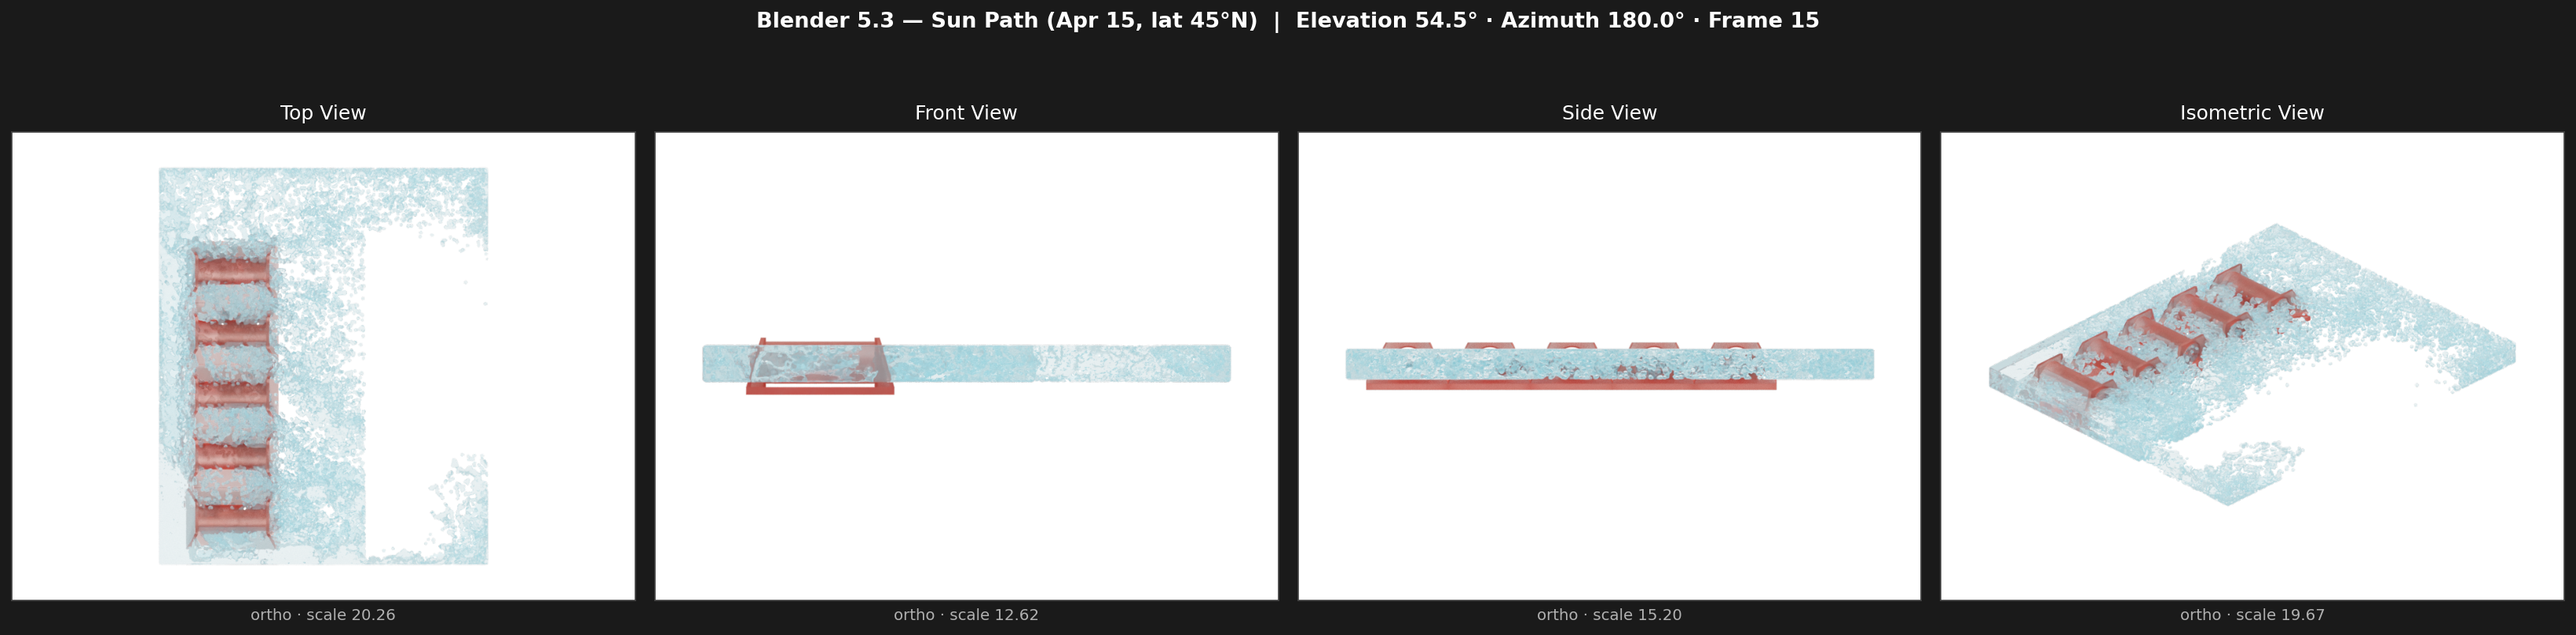 Blender 5.3 — Sun Path (Apr 15, lat 45°N) | Elevation 54.5° · Azimuth 180.0° · Frame 15
Top View
Front View
Side View
Isometric View
ortho · scale 20.26
ortho · scale 12.62
ortho · scale 15.20
ortho · scale 19.67